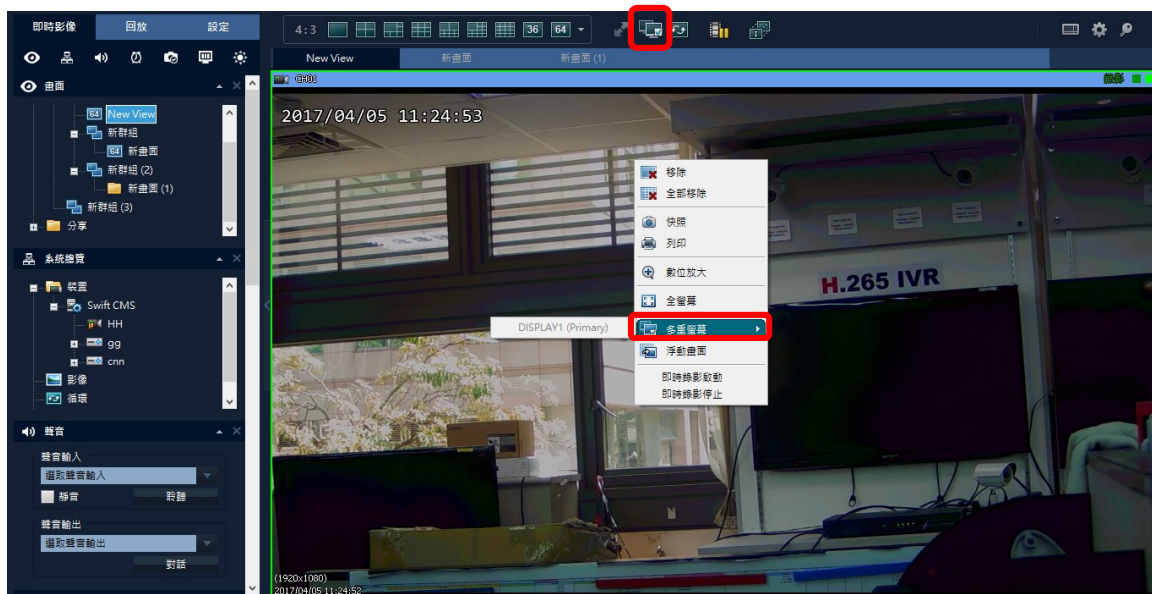 即時影像 回放 設定
4:3 36 64
New View 新畫面 新畫面 (1)
畫面
64 New View
新群組
64 新畫面
新群組 (2)
新畫面 (1)
新群組 (3)
分享
系統總覽
裝置
Swift CMS
HH
gg
cnn
影像
循環
聲音
聲音輸入
選取聲音輸入
靜音 聆聽
聲音輸出
選取聲音輸出
對話
CH01 錄影
2017/04/05 11:24:53
移除
全部移除
快照
列印
數位放大
全螢幕
DISPLAY1 (Primary) 多重螢幕
浮動畫面
即時錄影啟動
即時錄影停止
H.265 IVR
(1920x1080)
2017/04/05 11:24:52